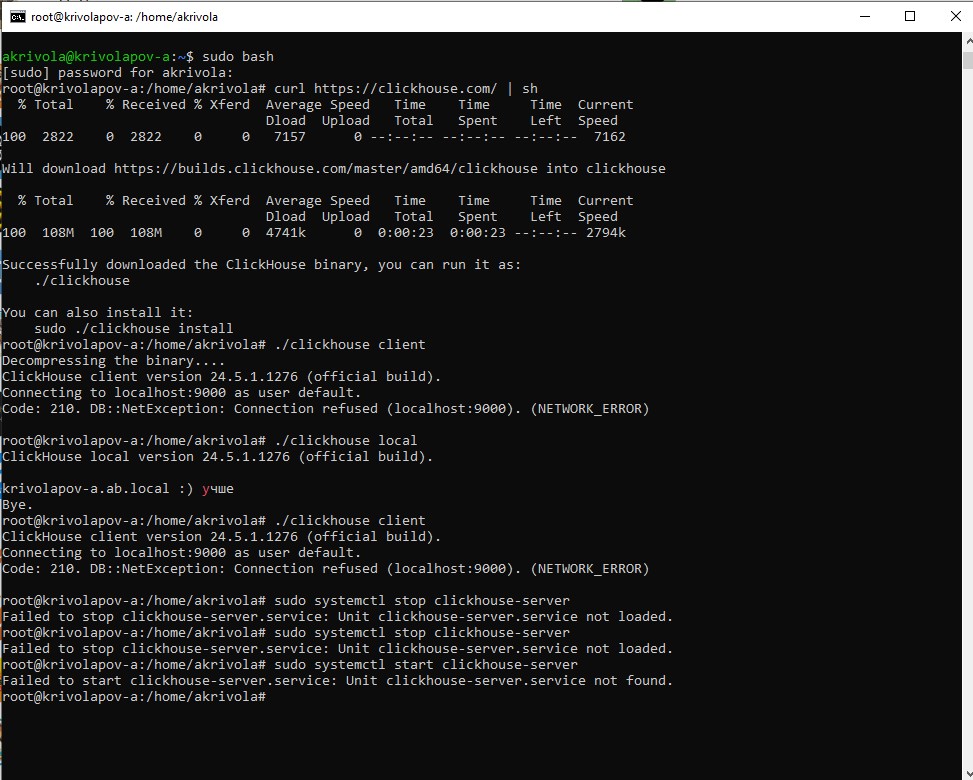 root@krivolapov-a: /home/akrivola
akrivola@krivolapov-a:~$ sudo bash
[sudo] password for akrivola:
root@krivolapov-a:/home/akrivola# curl https://clickhouse.com/ | sh
% Total % Received % Xferd Average Speed Time Time Time Current
Dload Upload Total Spent Left Speed
100 2822 0 2822 0 0 7157 0 --:--:-- --:--:-- --:--:-- 7162
Will download https://builds.clickhouse.com/master/amd64/clickhouse into clickhouse
% Total % Received % Xferd Average Speed Time Time Time Current
Dload Upload Total Spent Left Speed
100 108M 100 108M 0 0 4741k 0 0:00:23 0:00:23 --:--:-- 2794k
Successfully downloaded the ClickHouse binary, you can run it as:
./clickhouse
You can also install it:
sudo ./clickhouse install
root@krivolapov-a:/home/akrivola# ./clickhouse client
Decompressing the binary....
ClickHouse client version 24.5.1.1276 (official build).
Connecting to localhost:9000 as user default.
Code: 210. DB::NetException: Connection refused (localhost:9000). (NETWORK_ERROR)
root@krivolapov-a:/home/akrivola# ./clickhouse local
ClickHouse local version 24.5.1.1276 (official build).
krivolapov-a.ab.local :) учше
Bye.
root@krivolapov-a:/home/akrivola# ./clickhouse client
ClickHouse client version 24.5.1.1276 (official build).
Connecting to localhost:9000 as user default.
Code: 210. DB::NetException: Connection refused (localhost:9000). (NETWORK_ERROR)
root@krivolapov-a:/home/akrivola# sudo systemctl stop clickhouse-server
Failed to stop clickhouse-server.service: Unit clickhouse-server.service not loaded.
root@krivolapov-a:/home/akrivola# sudo systemctl stop clickhouse-server
Failed to stop clickhouse-server.service: Unit clickhouse-server.service not loaded.
root@krivolapov-a:/home/akrivola# sudo systemctl start clickhouse-server
Failed to start clickhouse-server.service: Unit clickhouse-server.service not found.
root@krivolapov-a:/home/akrivola#